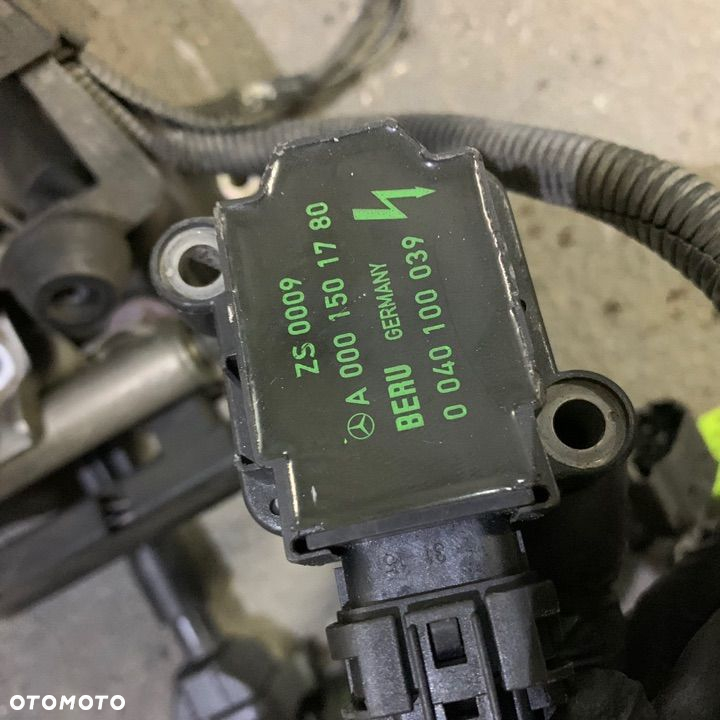 ZS 0009
A 000 150 17 80
BERU GERMANY
0 040 100 039
OTOMOTO